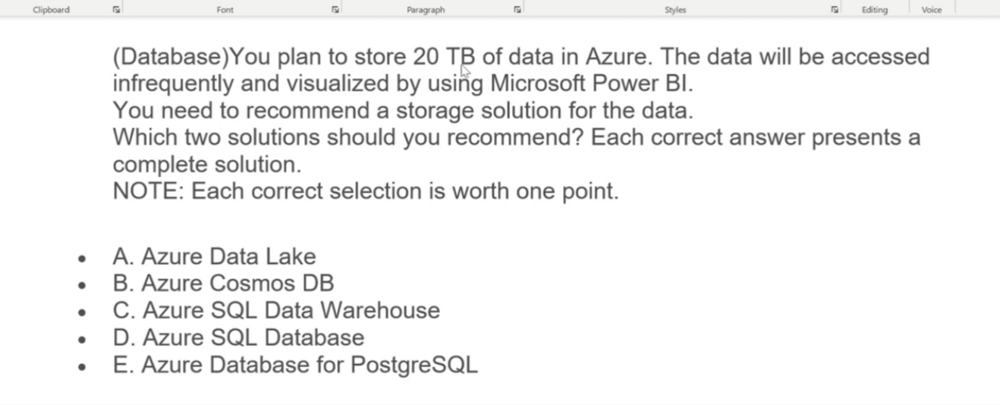 Clipboard Font Paragraph Styles Editing Voice
(Database)You plan to store 20 TB of data in Azure. The data will be accessed
infrequently and visualized by using Microsoft Power BI.
You need to recommend a storage solution for the data.
Which two solutions should you recommend? Each correct answer presents a
complete solution.
NOTE: Each correct selection is worth one point.
• A. Azure Data Lake
• B. Azure Cosmos DB
• C. Azure SQL Data Warehouse
• D. Azure SQL Database
• E. Azure Database for PostgreSQL